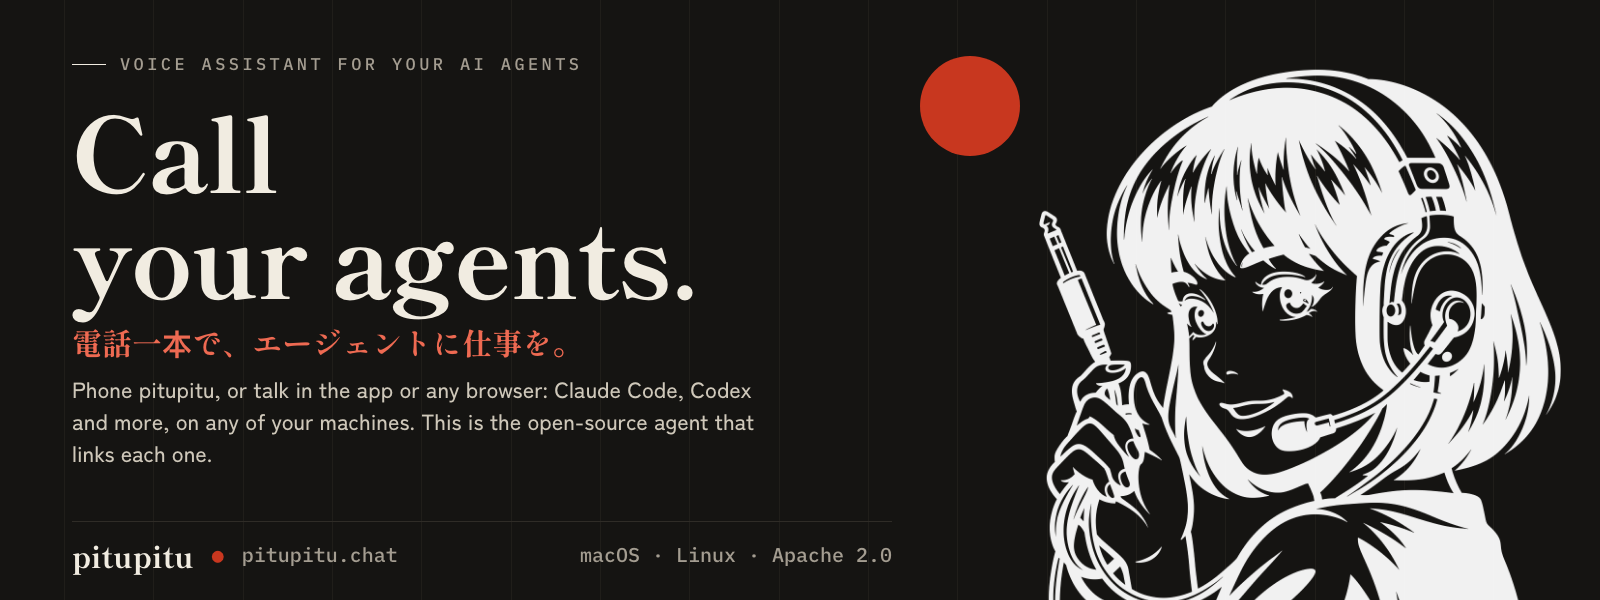 VOICE ASSISTANT FOR YOUR AI AGENTS
Call
your agents.
電話一本で、エージェントに仕事を。
Phone pitupitu, or talk in the app or any browser: Claude Code, Codex
and more, on any of your machines. This is the open-source agent that
links each one.
pitupitu ● pitupitu.chat
macOS · Linux · Apache 2.0